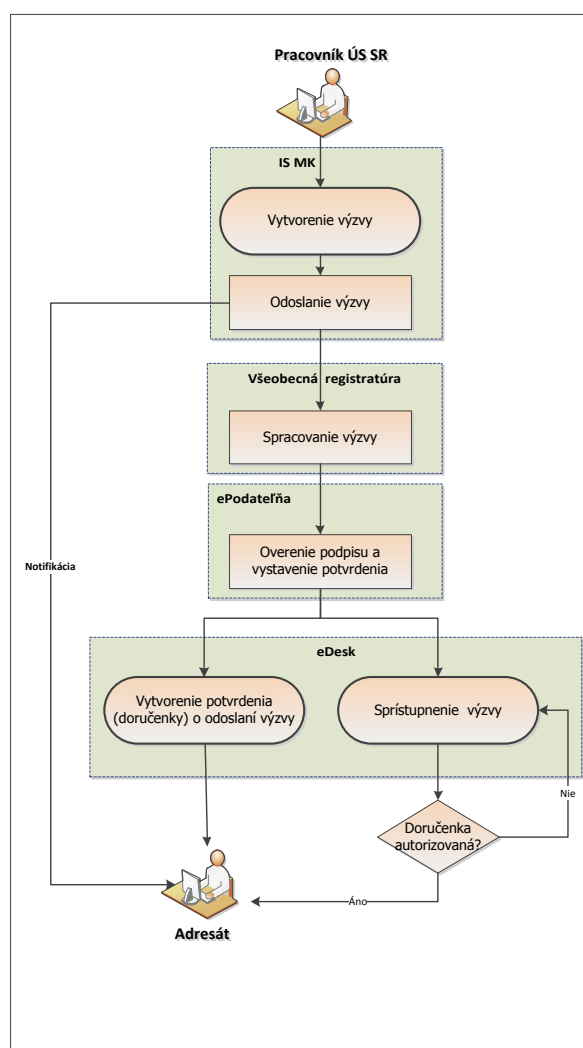 Pracovník ÚS SR
IS MK
Vytvorenie výzvy
Odoslanie výzvy
Všeobecná registratúra
Spracovanie výzvy
ePodateľňa
Overenie podpisu a
vystavenie potvrdenia
Notifikácia
eDesk
Vytvorenie potvrdenia
(doručenky) o odoslaní výzvy
Sprístupnenie výzvy
Nie
Doručenka
autorizovaná?
Áno
Adresát